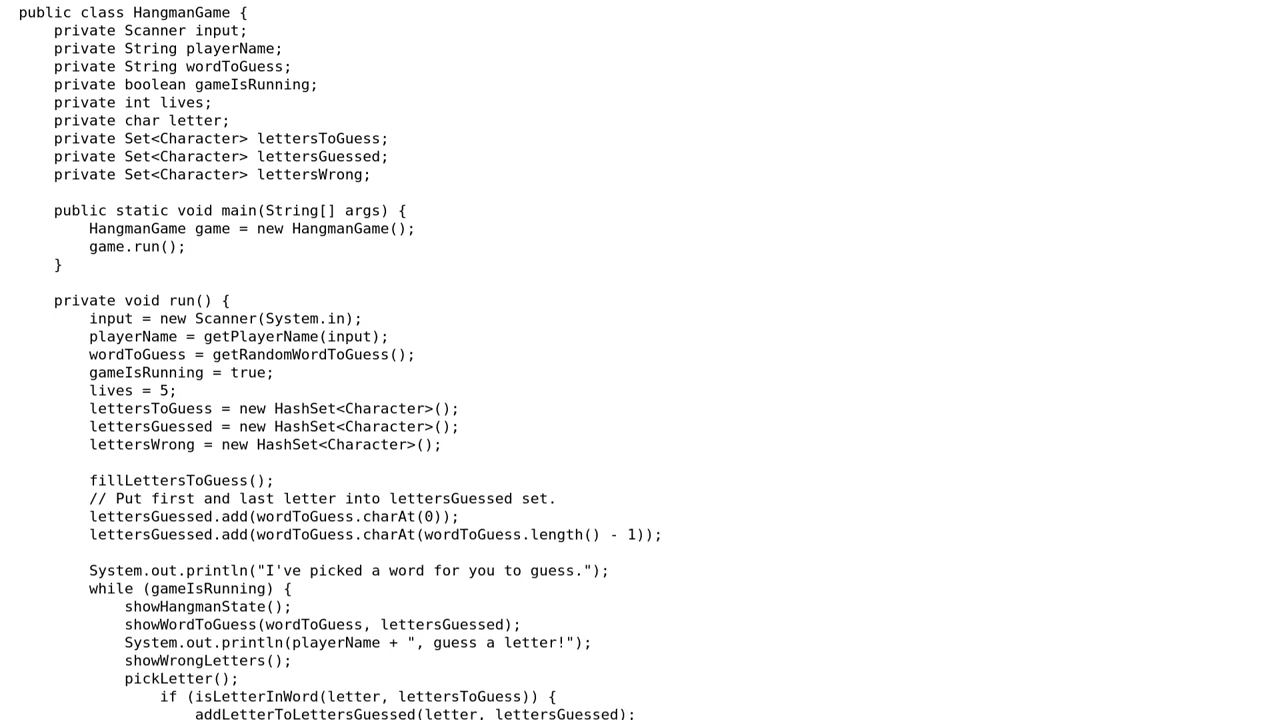 public class HangmanGame {
    private Scanner input;
    private String playerName;
    private String wordToGuess;
    private boolean gameIsRunning;
    private int lives;
    private char letter;
    private Set<Character> lettersToGuess;
    private Set<Character> lettersGuessed;
    private Set<Character> lettersWrong;

    public static void main(String[] args) {
        HangmanGame game = new HangmanGame();
        game.run();
    }

    private void run() {
        input = new Scanner(System.in);
        playerName = getPlayerName(input);
        wordToGuess = getRandomWordToGuess();
        gameIsRunning = true;
        lives = 5;
        lettersToGuess = new HashSet<Character>();
        lettersGuessed = new HashSet<Character>();
        lettersWrong = new HashSet<Character>();

        fillLettersToGuess();
        // Put first and last letter into lettersGuessed set.
        lettersGuessed.add(wordToGuess.charAt(0));
        lettersGuessed.add(wordToGuess.charAt(wordToGuess.length() - 1));

        System.out.println("I've picked a word for you to guess.");
        while (gameIsRunning) {
            showHangmanState();
            showWordToGuess(wordToGuess, lettersGuessed);
            System.out.println(playerName + ", guess a letter!");
            showWrongLetters();
            pickLetter();
                if (isLetterInWord(letter, lettersToGuess)) {
                    addLetterToLettersGuessed(letter, lettersGuessed);